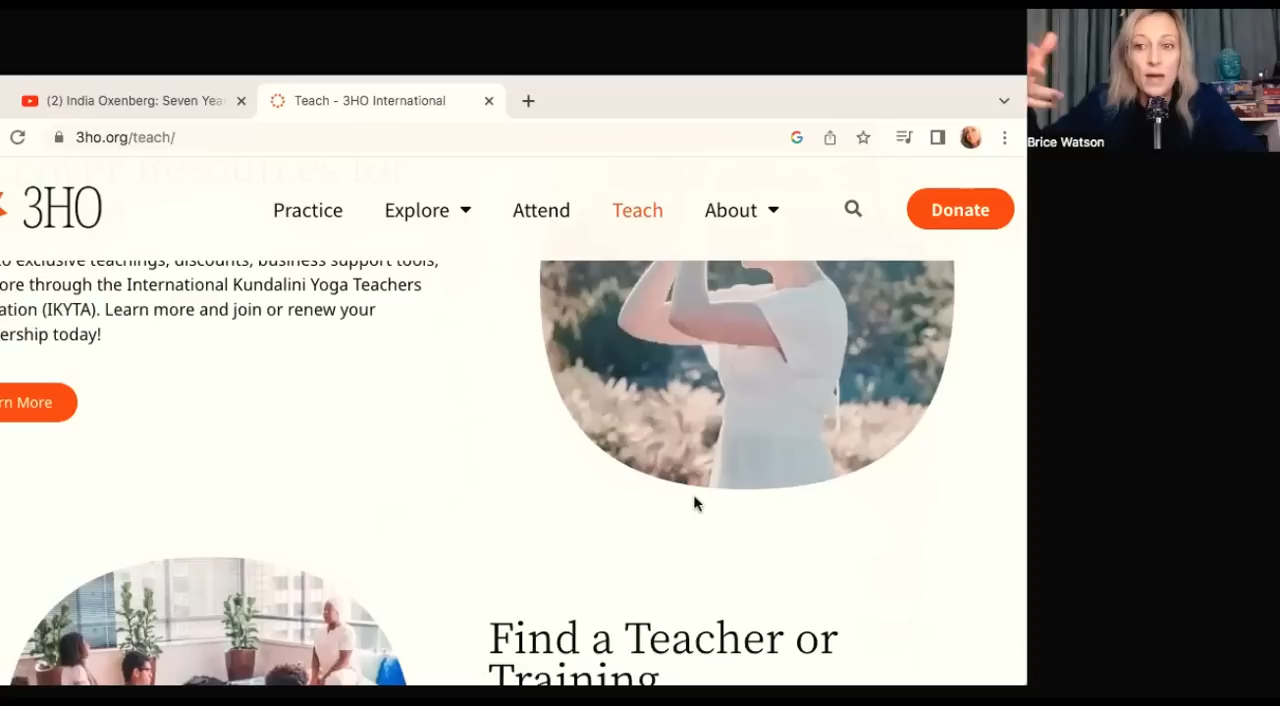 (2) India Oxenberg: Seven Yea
Teach - 3HO International
3ho.org/teach/
Brice Watson
3HO
Practice
Explore
Attend
Teach
About
Donate
to exclusive teachings, discounts, business support tools,
ore through the International Kundalini Yoga Teachers
ation (IKYTA). Learn more and join or renew your
ership today!
rn More
Find a Teacher or
Training